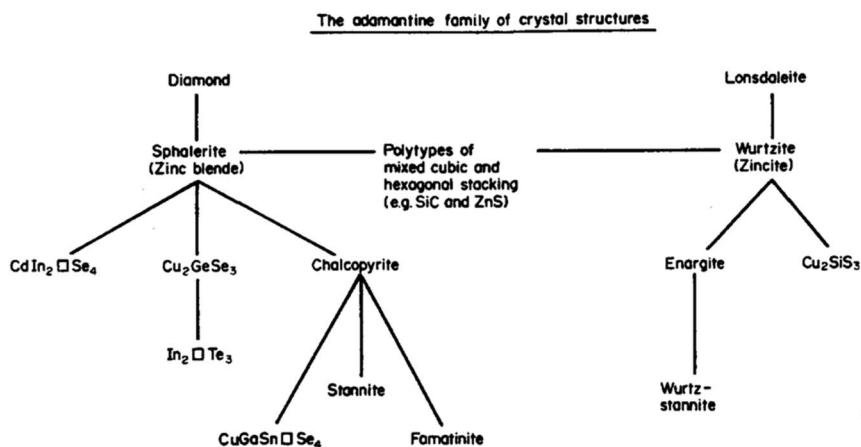 The adamantine family of crystal structures
Diamond
Lonsdaleite
Sphalerite
(Zinc blende)
Polytypes of
mixed cubic and
hexagonal stacking
(e.g. SiC and ZnS)
Wurtzite
(Zincite)
CdIn₂□Se₄
Cu₂GeSe₃
Chalcopyrite
Enargite
Cu₂SiS₃
In₂□Te₃
Stannite
Wurtz-
stannite
CuGaSn□Se₄
Famatinite